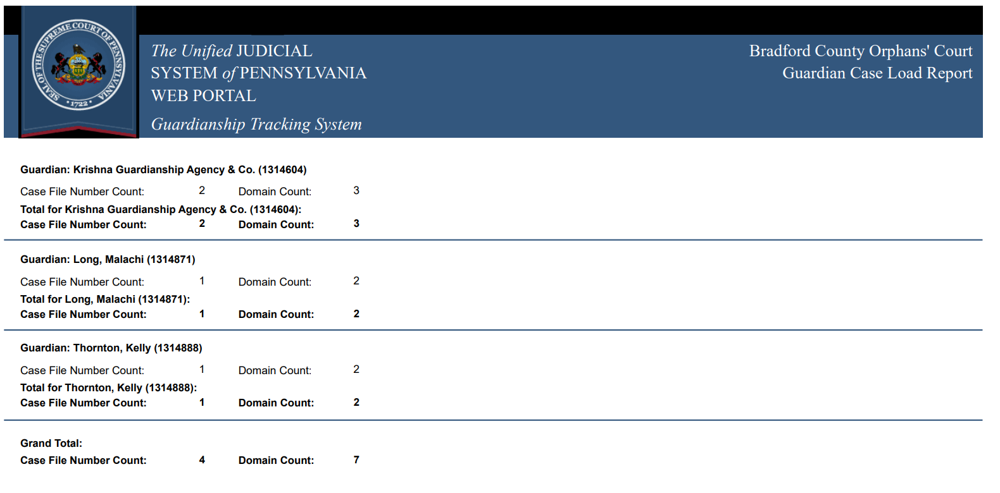 SEAL OF THE SUPREME COURT OF PENNSYLVANIA
• 1722 •
The Unified JUDICIAL
SYSTEM of PENNSYLVANIA
WEB PORTAL
Guardianship Tracking System
Bradford County Orphans' Court
Guardian Case Load Report
Guardian: Krishna Guardianship Agency & Co. (1314604)
Case File Number Count: 2 Domain Count: 3
Total for Krishna Guardianship Agency & Co. (1314604):
Case File Number Count: 2 Domain Count: 3
Guardian: Long, Malachi (1314871)
Case File Number Count: 1 Domain Count: 2
Total for Long, Malachi (1314871):
Case File Number Count: 1 Domain Count: 2
Guardian: Thornton, Kelly (1314888)
Case File Number Count: 1 Domain Count: 2
Total for Thornton, Kelly (1314888):
Case File Number Count: 1 Domain Count: 2
Grand Total:
Case File Number Count: 4 Domain Count: 7